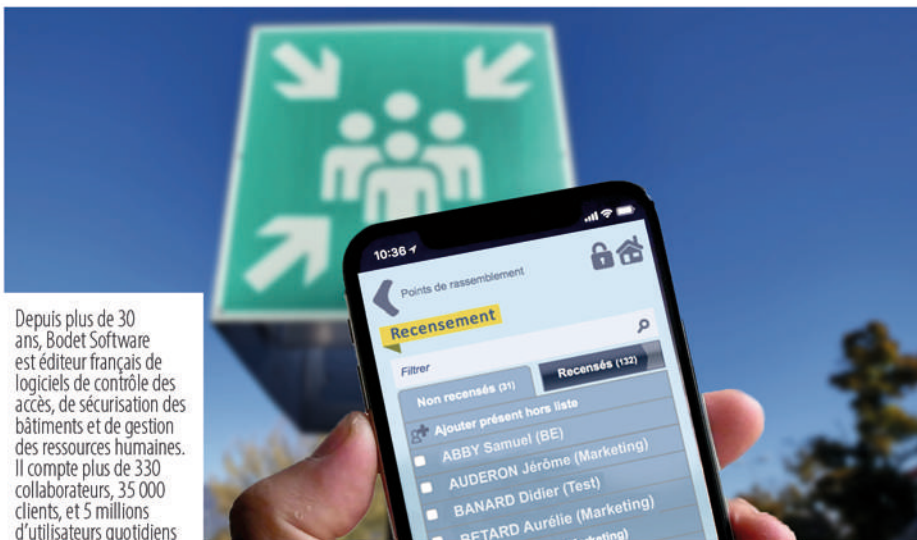 10:36
Points de rassemblement
Recensement
Filtrer
Non recensés (31)
Recensés (132)
Ajouter présent hors liste
ABBY Samuel (BE)
AUDERON Jérôme (Marketing)
BANARD Didier (Test)
BETARD Aurélie (Marketing)
Depuis plus de 30
ans, Bodet Software
est éditeur français de
logiciels de contrôle des
accès, de sécurisation des
bâtiments et de gestion
des ressources humaines.
Il compte plus de 330
collaborateurs, 35 000
clients, et 5 millions
d'utilisateurs quotidiens